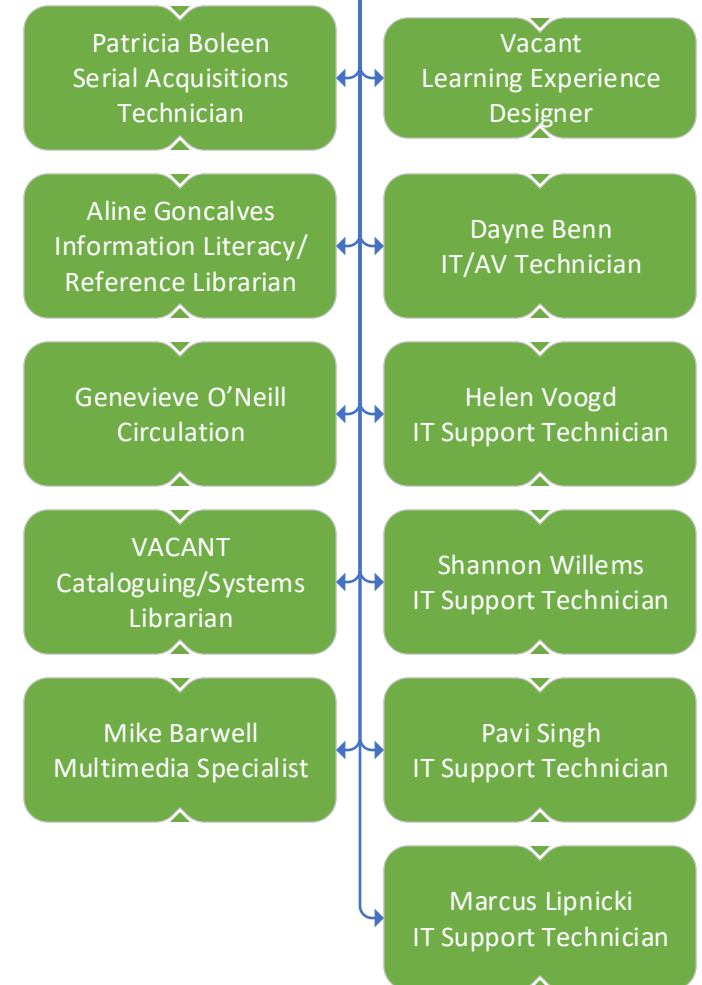 Patricia Boleen
Serial Acquisitions
Technician
Vacant
Learning Experience
Designer
Aline Goncalves
Information Literacy/
Reference Librarian
Dayne Benn
IT/AV Technician
Genevieve O’Neill
Circulation
Helen Voogd
IT Support Technician
VACANT
Cataloguing/Systems
Librarian
Shannon Willems
IT Support Technician
Mike Barwell
Multimedia Specialist
Pavi Singh
IT Support Technician
Marcus Lipnicki
IT Support Technician